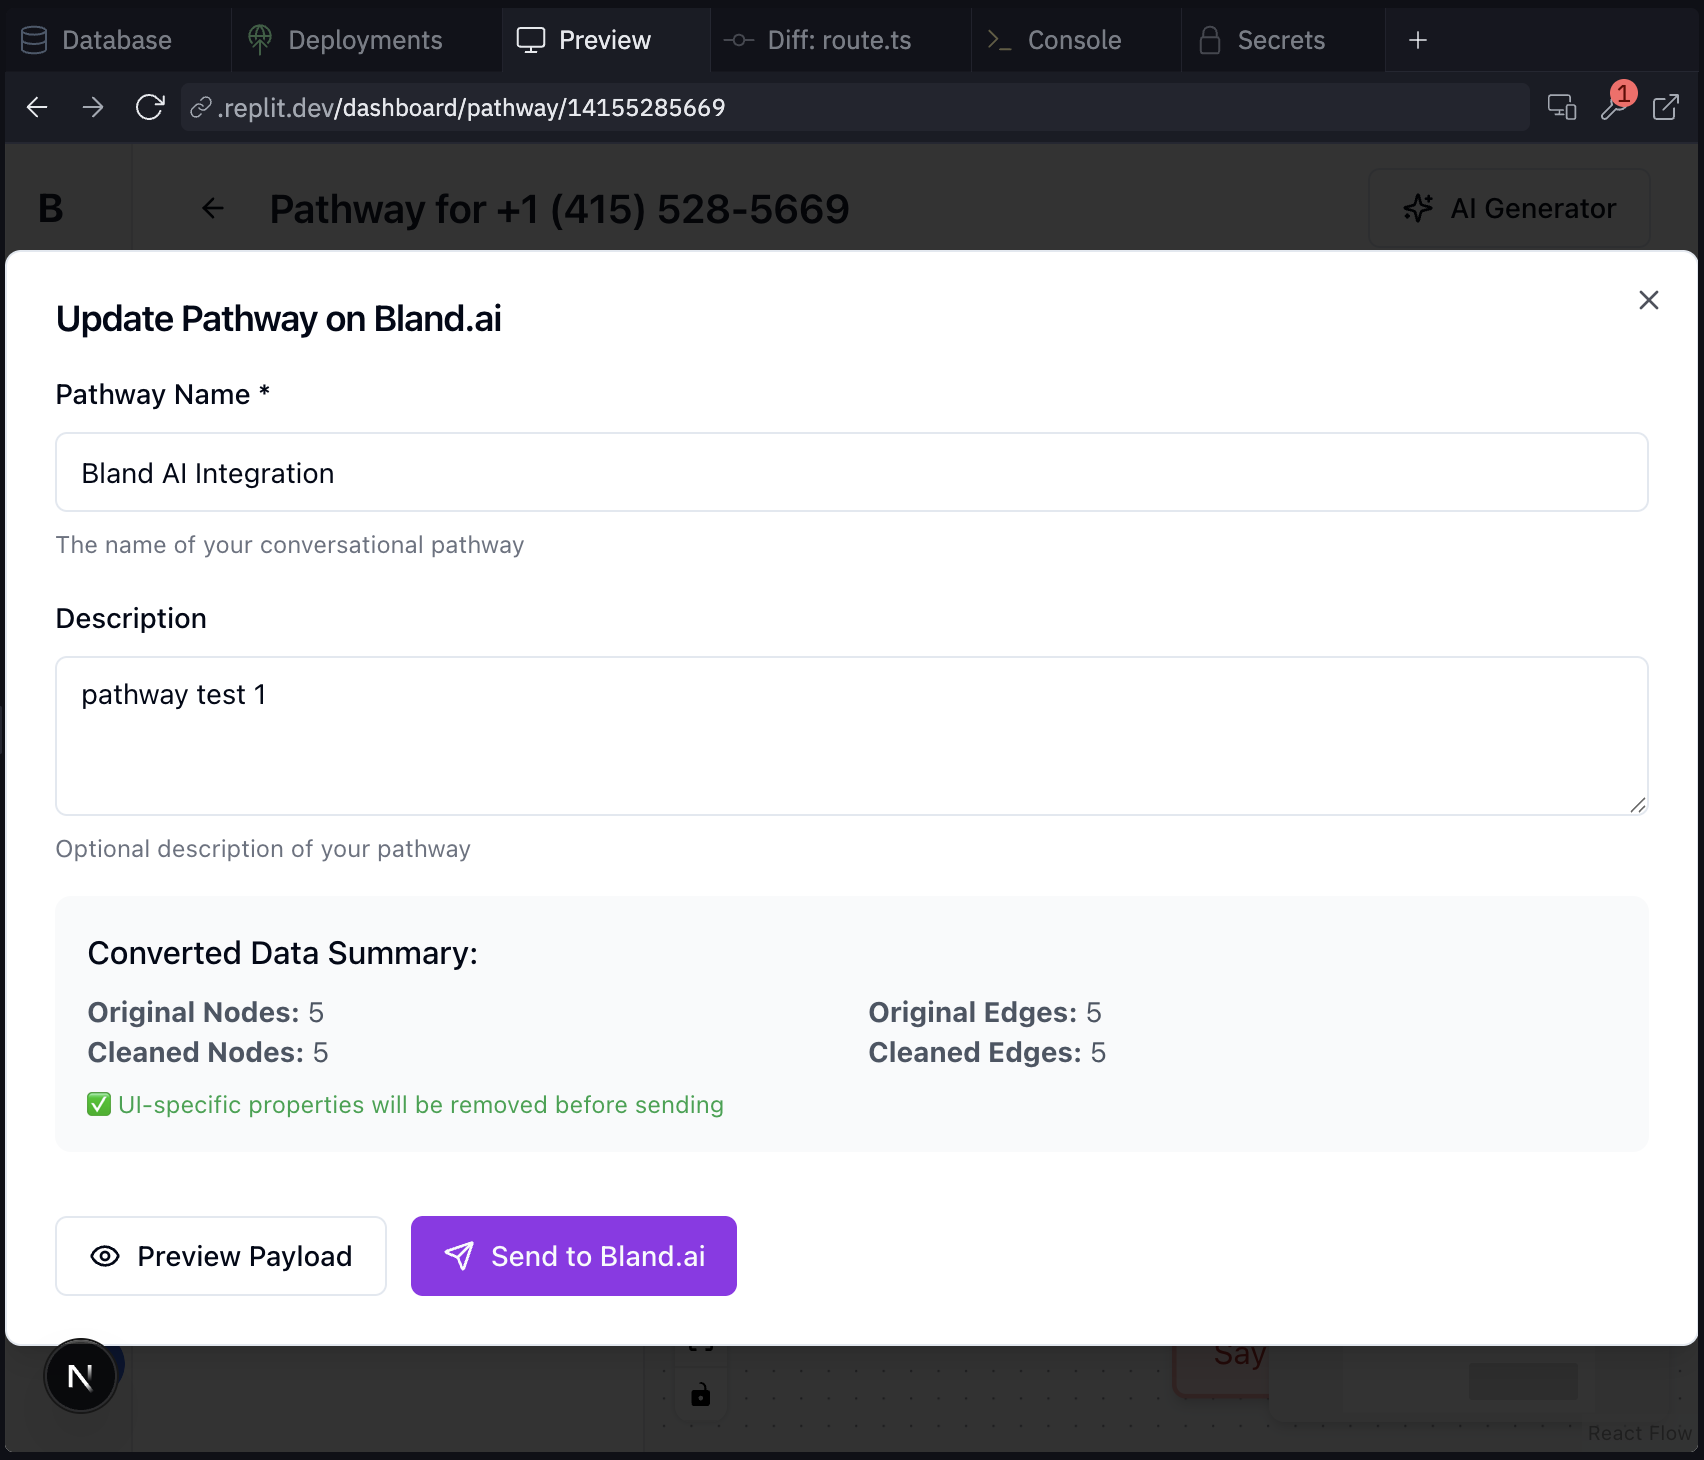 Database
Deployments
Preview
Diff: route.ts
Console
Secrets
.replit.dev/dashboard/pathway/14155285669
1
B
Pathway for +1 (415) 528-5669
AI Generator
Update Pathway on Bland.ai
Pathway Name *
Bland AI Integration
The name of your conversational pathway
Description
pathway test 1
Optional description of your pathway
Converted Data Summary:
Original Nodes: 5
Original Edges: 5
Cleaned Nodes: 5
Cleaned Edges: 5
UI-specific properties will be removed before sending
Preview Payload
Send to Bland.ai
N
Say
React Flow